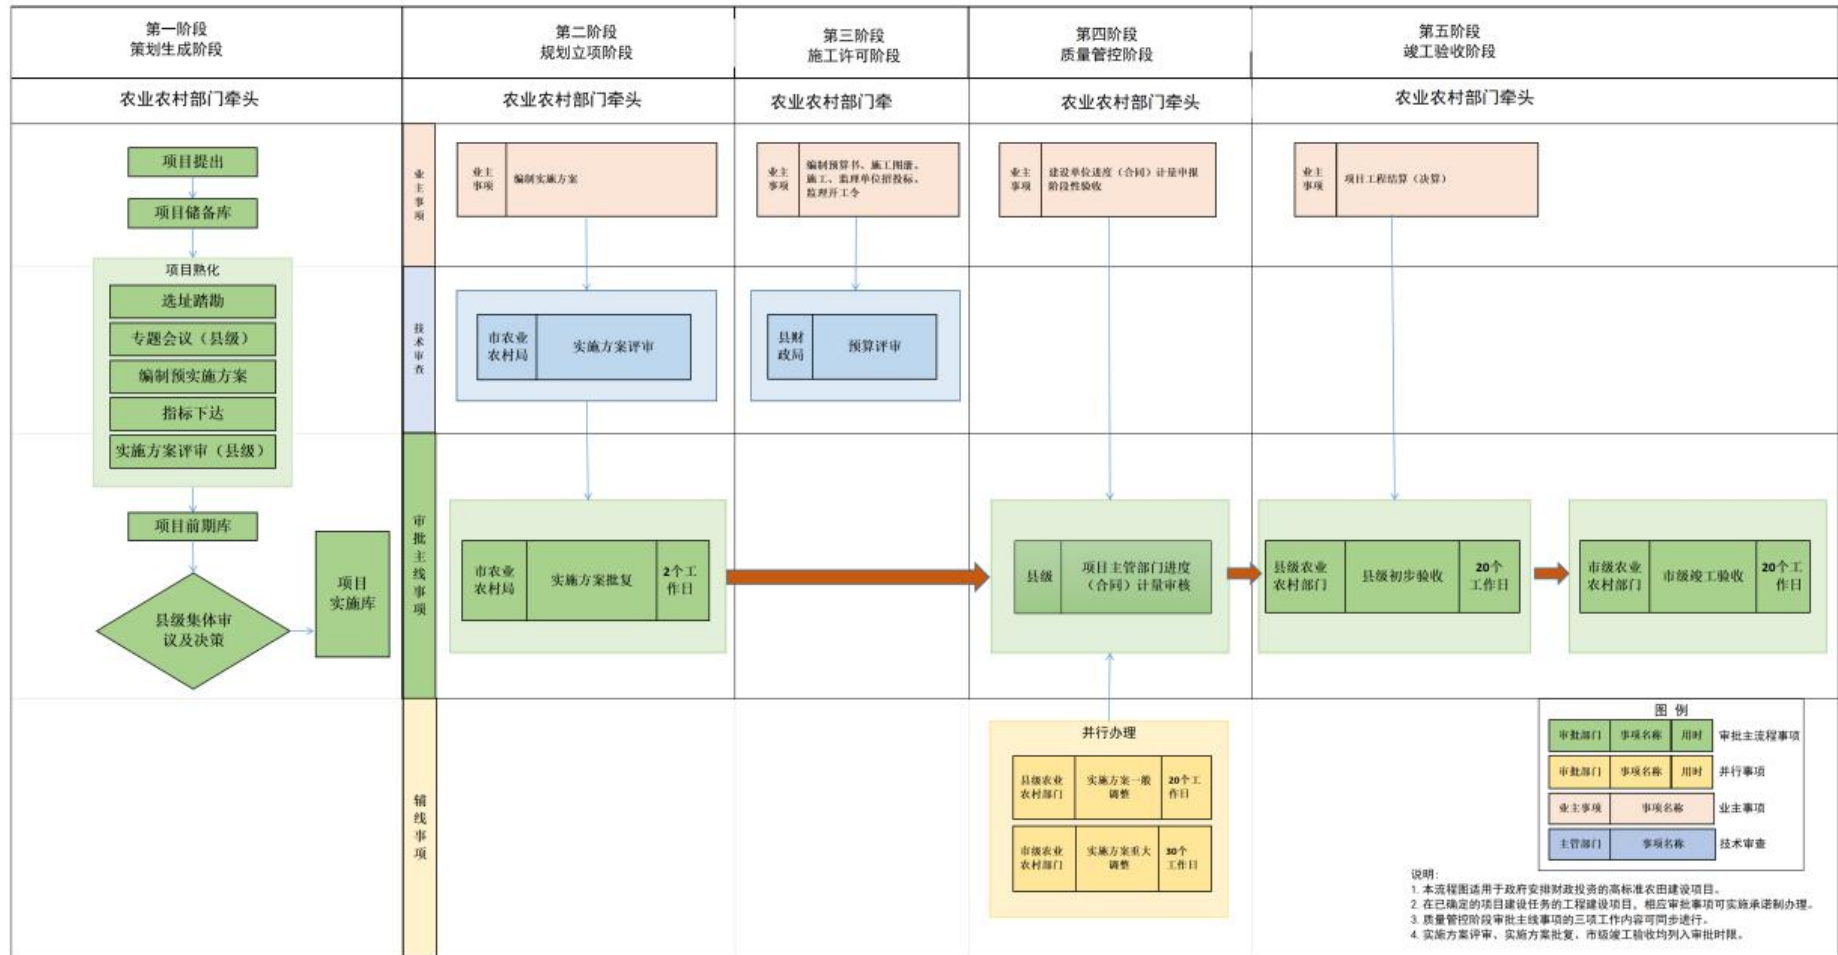 第一阶段
策划生成阶段
第二阶段
规划立项阶段
第三阶段
施工许可阶段
第四阶段
质量管控阶段
第五阶段
竣工验收阶段
农业农村部门牵头
农业农村部门牵头
农业农村部门牵
农业农村部门牵头
农业农村部门牵头
项目提出
项目储备库
项目熟化
选址踏勘
专题会议（县级）
编制预实施方案
指标下达
实施方案评审（县级）
项目前期库
县级集体审
议及决策
项目
实施库
业主事项
业主
事项
编制实施方案
业主
事项
编制预算书、施工图册、
施工、监理单位招投标、
监理开工令
业主
事项
建设单位进度（合同）计量申报
阶段性验收
业主
事项
项目工程结算（决算）
技术审查
市农业
农村局
实施方案评审
县财
政局
预算评审
审批主线事项
市农业
农村局
实施方案批复
2个工
作日
县级
项目主管部门进度
（合同）计量审核
县级农业
农村部门
县级初步验收
20个
工作日
市级农业
农村部门
市级竣工验收
20个工
作日
辅线事项
并行办理
县级农业
农村部门
实施方案一般
调整
20个工
作日
市级农业
农村部门
实施方案重大
调整
30个
工作日
图 例
审批部门 事项名称 用时 审批主流程事项
审批部门 事项名称 用时 并行事项
业主事项 事项名称 业主事项
主管部门 事项名称 技术审查
说明：
1. 本流程图适用于政府安排财政投资的高标准农田建设项目。
2. 在已确定的项目建设任务的工程建设项目，相应审批事项可实施承诺制办理。
3. 质量管控阶段审批主线事项的三项工作内容可同步进行。
4. 实施方案评审、实施方案批复、市级竣工验收均列入审批时限。